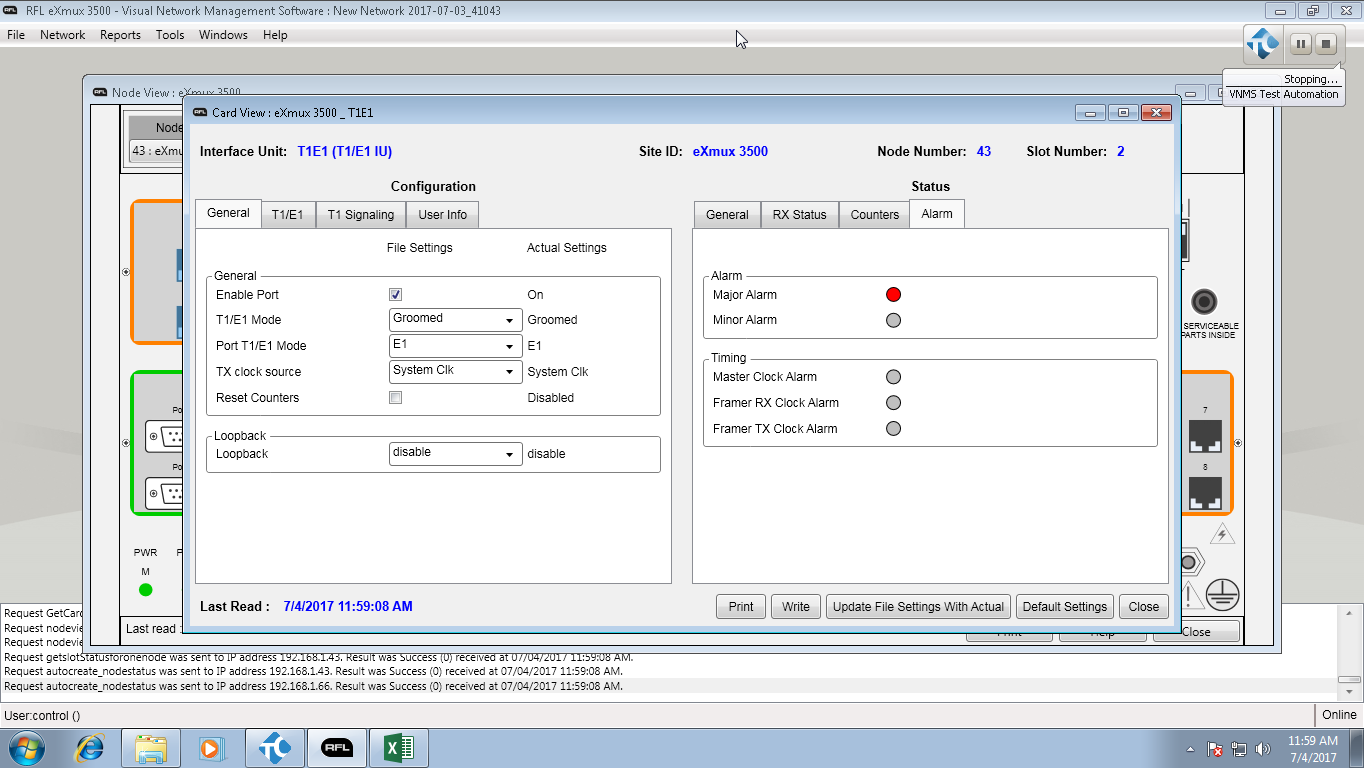 RFL eXmux 3500 - Visual Network Management Software : New Network 2017-07-03_41043
File Network Reports Tools Windows Help
Stopping...
VNMS Test Automation
RFL Node View : eXmux 3500
Node
43 : eXmu
RFL Card View : eXmux 3500 _ T1E1
Interface Unit: T1E1 (T1/E1 IU) Site ID: eXmux 3500 Node Number: 43 Slot Number: 2
Configuration
General T1/E1 T1 Signaling User Info
File Settings Actual Settings
General
Enable Port On
T1/E1 Mode Groomed Groomed
Port T1/E1 Mode E1 E1
TX clock source System Clk System Clk
Reset Counters Disabled
Loopback
Loopback disable disable
Status
General RX Status Counters Alarm
Alarm
Major Alarm
Minor Alarm
Timing
Master Clock Alarm
Framer RX Clock Alarm
Framer TX Clock Alarm
Last Read : 7/4/2017 11:59:08 AM
Print Write Update File Settings With Actual Default Settings Close
SERVICEABLE
PARTS INSIDE
7
8
Po
Po
PWR P
M
Last read :
Print Help Close
Request GetCar
Request nodevie
Request nodevie
Request getslotStatusforonenode was sent to IP address 192.168.1.43. Result was Success (0) received at 07/04/2017 11:59:08 AM.
Request autocreate_nodestatus was sent to IP address 192.168.1.43. Result was Success (0) received at 07/04/2017 11:59:08 AM.
Request autocreate_nodestatus was sent to IP address 192.168.1.66. Result was Success (0) received at 07/04/2017 11:59:08 AM.
User:control () Online
RFL
11:59 AM
7/4/2017